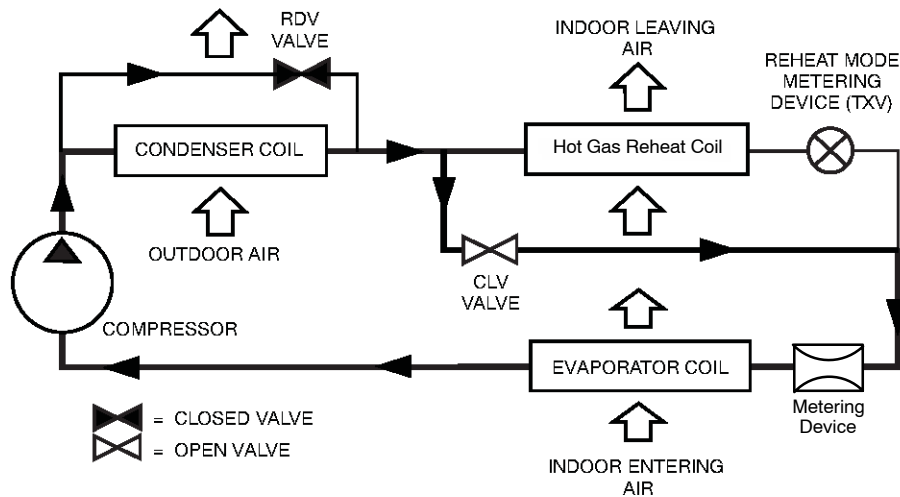 RDV
VALVE
INDOOR LEAVING
AIR
REHEAT MODE
METERING
DEVICE (TXV)
CONDENSER COIL
Hot Gas Reheat Coil
OUTDOOR AIR
CLV
VALVE
COMPRESSOR
EVAPORATOR COIL
Metering
Device
= CLOSED VALVE
= OPEN VALVE
INDOOR ENTERING
AIR